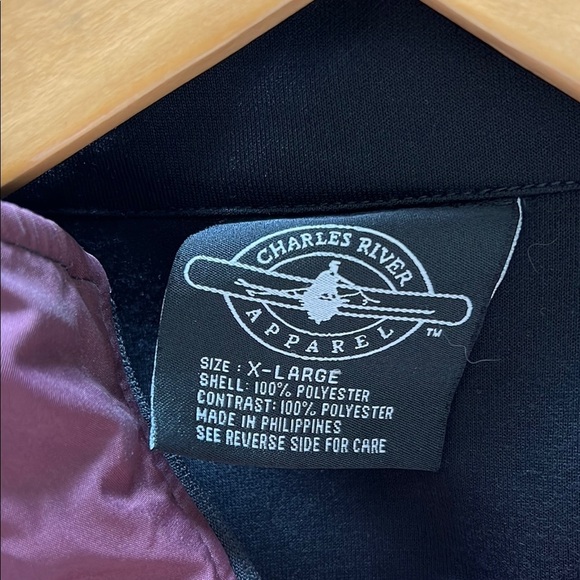 CHARLES RIVER
APPAREL ™
SIZE : X-LARGE
SHELL: 100% POLYESTER
CONTRAST: 100% POLYESTER
MADE IN PHILIPPINES
SEE REVERSE SIDE FOR CARE